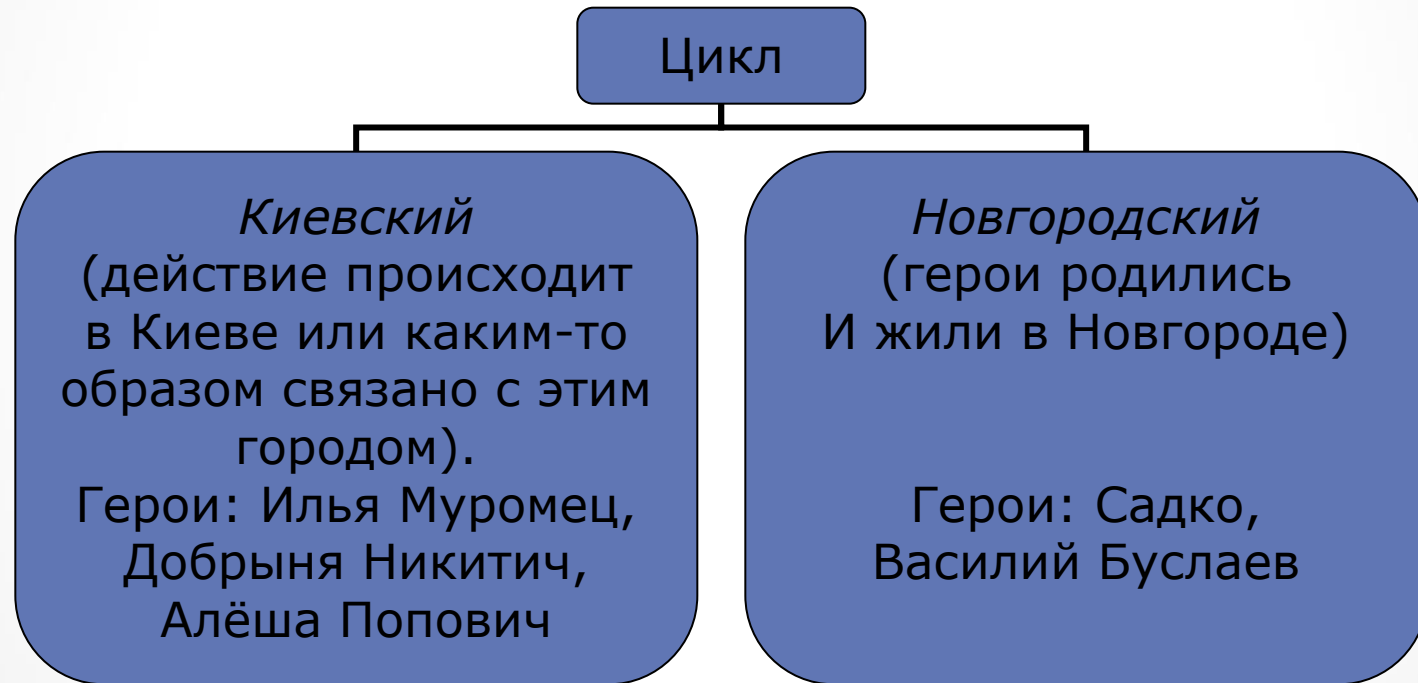 Цикл
Киевский
(действие происходит
в Киеве или каким-то
образом связано с этим
городом).
Герои: Илья Муромец,
Добрыня Никитич,
Алёша Попович
Новгородский
(герои родились
И жили в Новгороде)
Герои: Садко,
Василий Буслаев